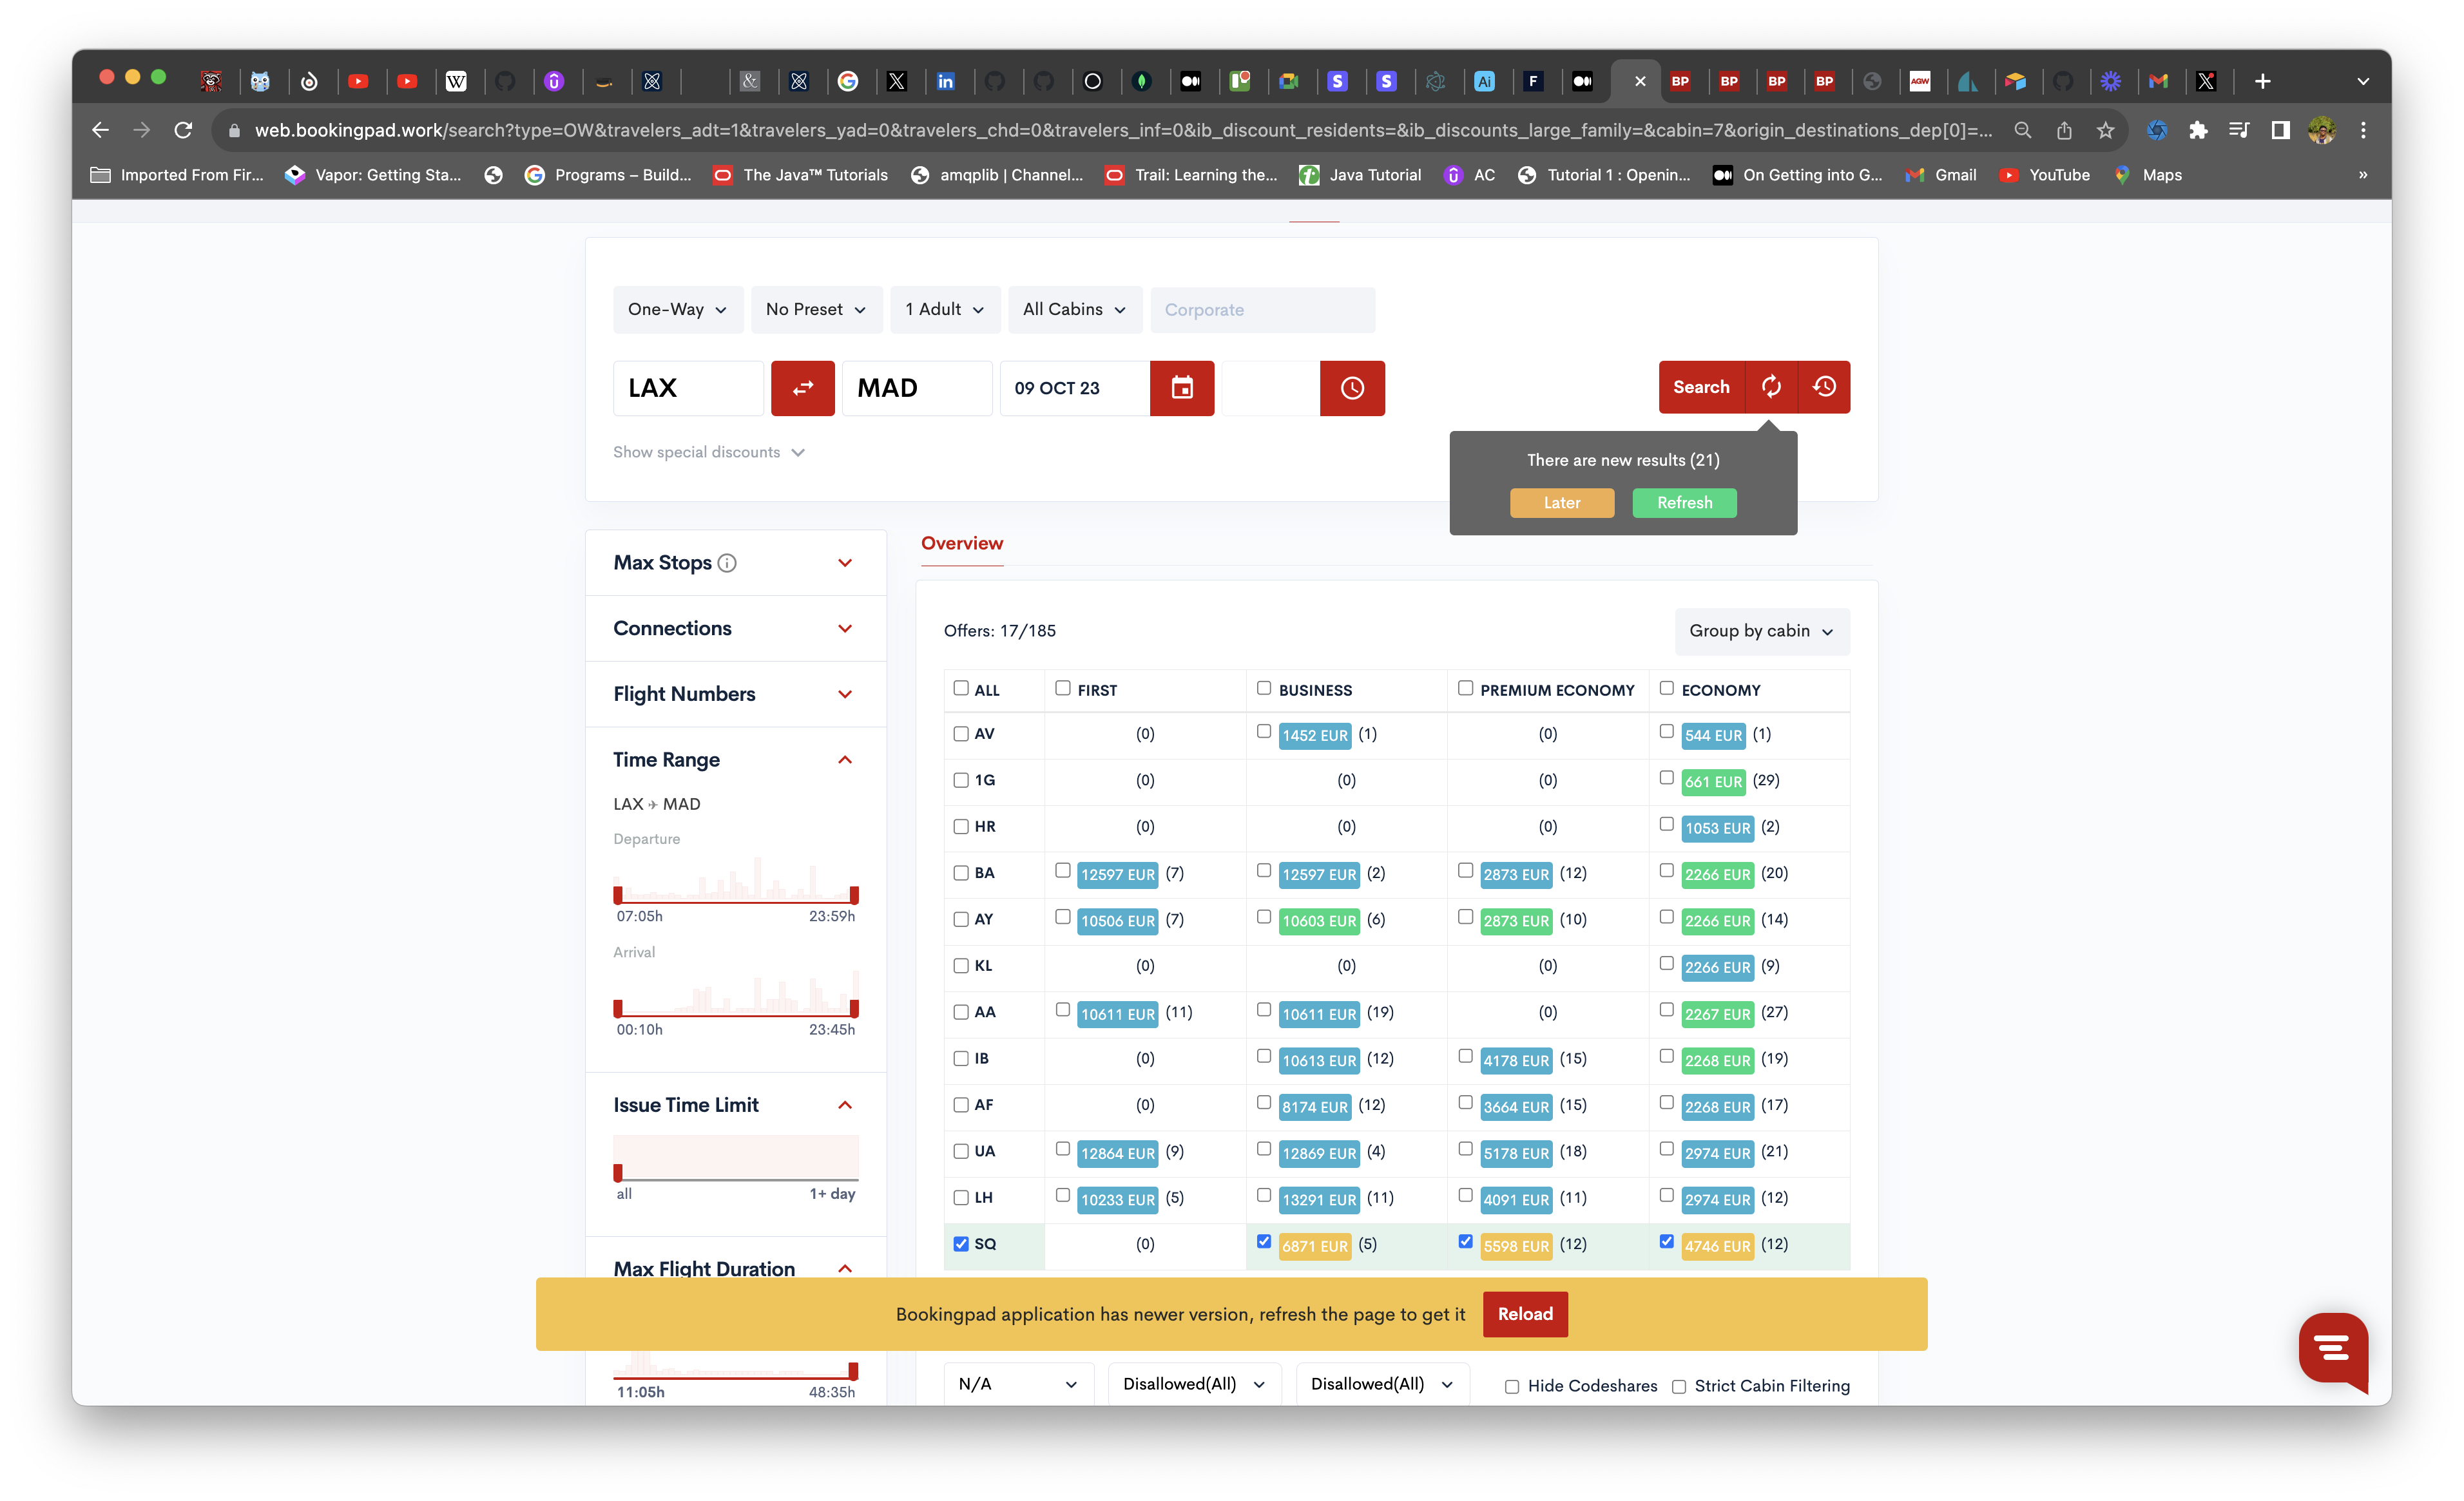 web.bookingpad.work/search?type=OW&travelers_adt=1&travelers_yad=0&travelers_chd=0&travelers_inf=0&ib_discount_residents=&ib_discounts_large_family=&cabin=7&origin_destinations_dep[0]=...
Imported From Fir... Vapor: Getting Sta... Programs – Build... The Java™ Tutorials amqplib | Channel... Trail: Learning the... Java Tutorial AC Tutorial 1 : Openin... On Getting into G... Gmail YouTube Maps »
One-Way No Preset 1 Adult All Cabins Corporate
LAX MAD 09 OCT 23 Search
Show special discounts
There are new results (21)
Later Refresh
Max Stops
Connections
Flight Numbers
Time Range
LAX MAD
Departure
07:05h 23:59h
Arrival
00:10h 23:45h
Issue Time Limit
all 1+ day
Max Flight Duration
11:05h 48:35h
Overview
Offers: 17/185 Group by cabin
ALL FIRST BUSINESS PREMIUM ECONOMY ECONOMY
AV (0) 1452 EUR (1) (0) 544 EUR (1)
1G (0) (0) (0) 661 EUR (29)
HR (0) (0) (0) 1053 EUR (2)
BA 12597 EUR (7) 12597 EUR (2) 2873 EUR (12) 2266 EUR (20)
AY 10506 EUR (7) 10603 EUR (6) 2873 EUR (10) 2266 EUR (14)
KL (0) (0) (0) 2266 EUR (9)
AA 10611 EUR (11) 10611 EUR (19) (0) 2267 EUR (27)
IB (0) 10613 EUR (12) 4178 EUR (15) 2268 EUR (19)
AF (0) 8174 EUR (12) 3664 EUR (15) 2268 EUR (17)
UA 12864 EUR (9) 12869 EUR (4) 5178 EUR (18) 2974 EUR (21)
LH 10233 EUR (5) 13291 EUR (11) 4091 EUR (11) 2974 EUR (12)
SQ (0) 6871 EUR (5) 5598 EUR (12) 4746 EUR (12)
Bookingpad application has newer version, refresh the page to get it Reload
N/A Disallowed(All) Disallowed(All) Hide Codeshares Strict Cabin Filtering